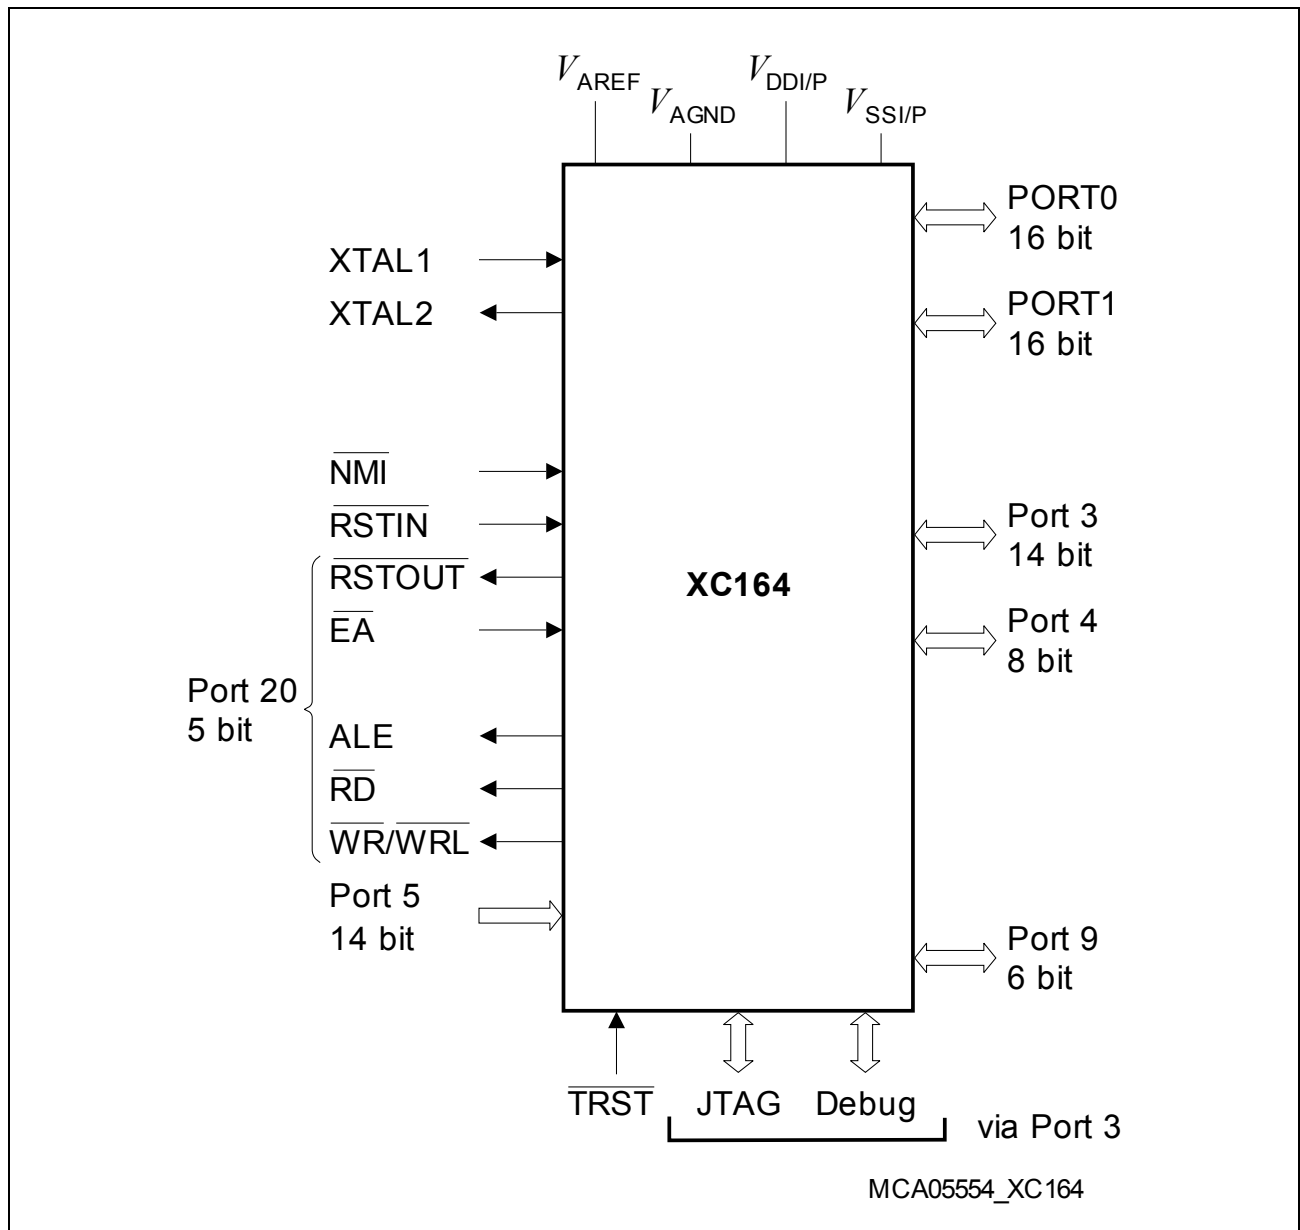 VAREF
VAGND
VDDI/P
VSSI/P
XTAL1
XTAL2
NMI
RSTIN
RSTOUT
EA
Port 20
5 bit
ALE
RD
WR/WRL
Port 5
14 bit
XC164
PORT0
16 bit
PORT1
16 bit
Port 3
14 bit
Port 4
8 bit
Port 9
6 bit
TRST
JTAG
Debug
via Port 3
MCA05554_XC164